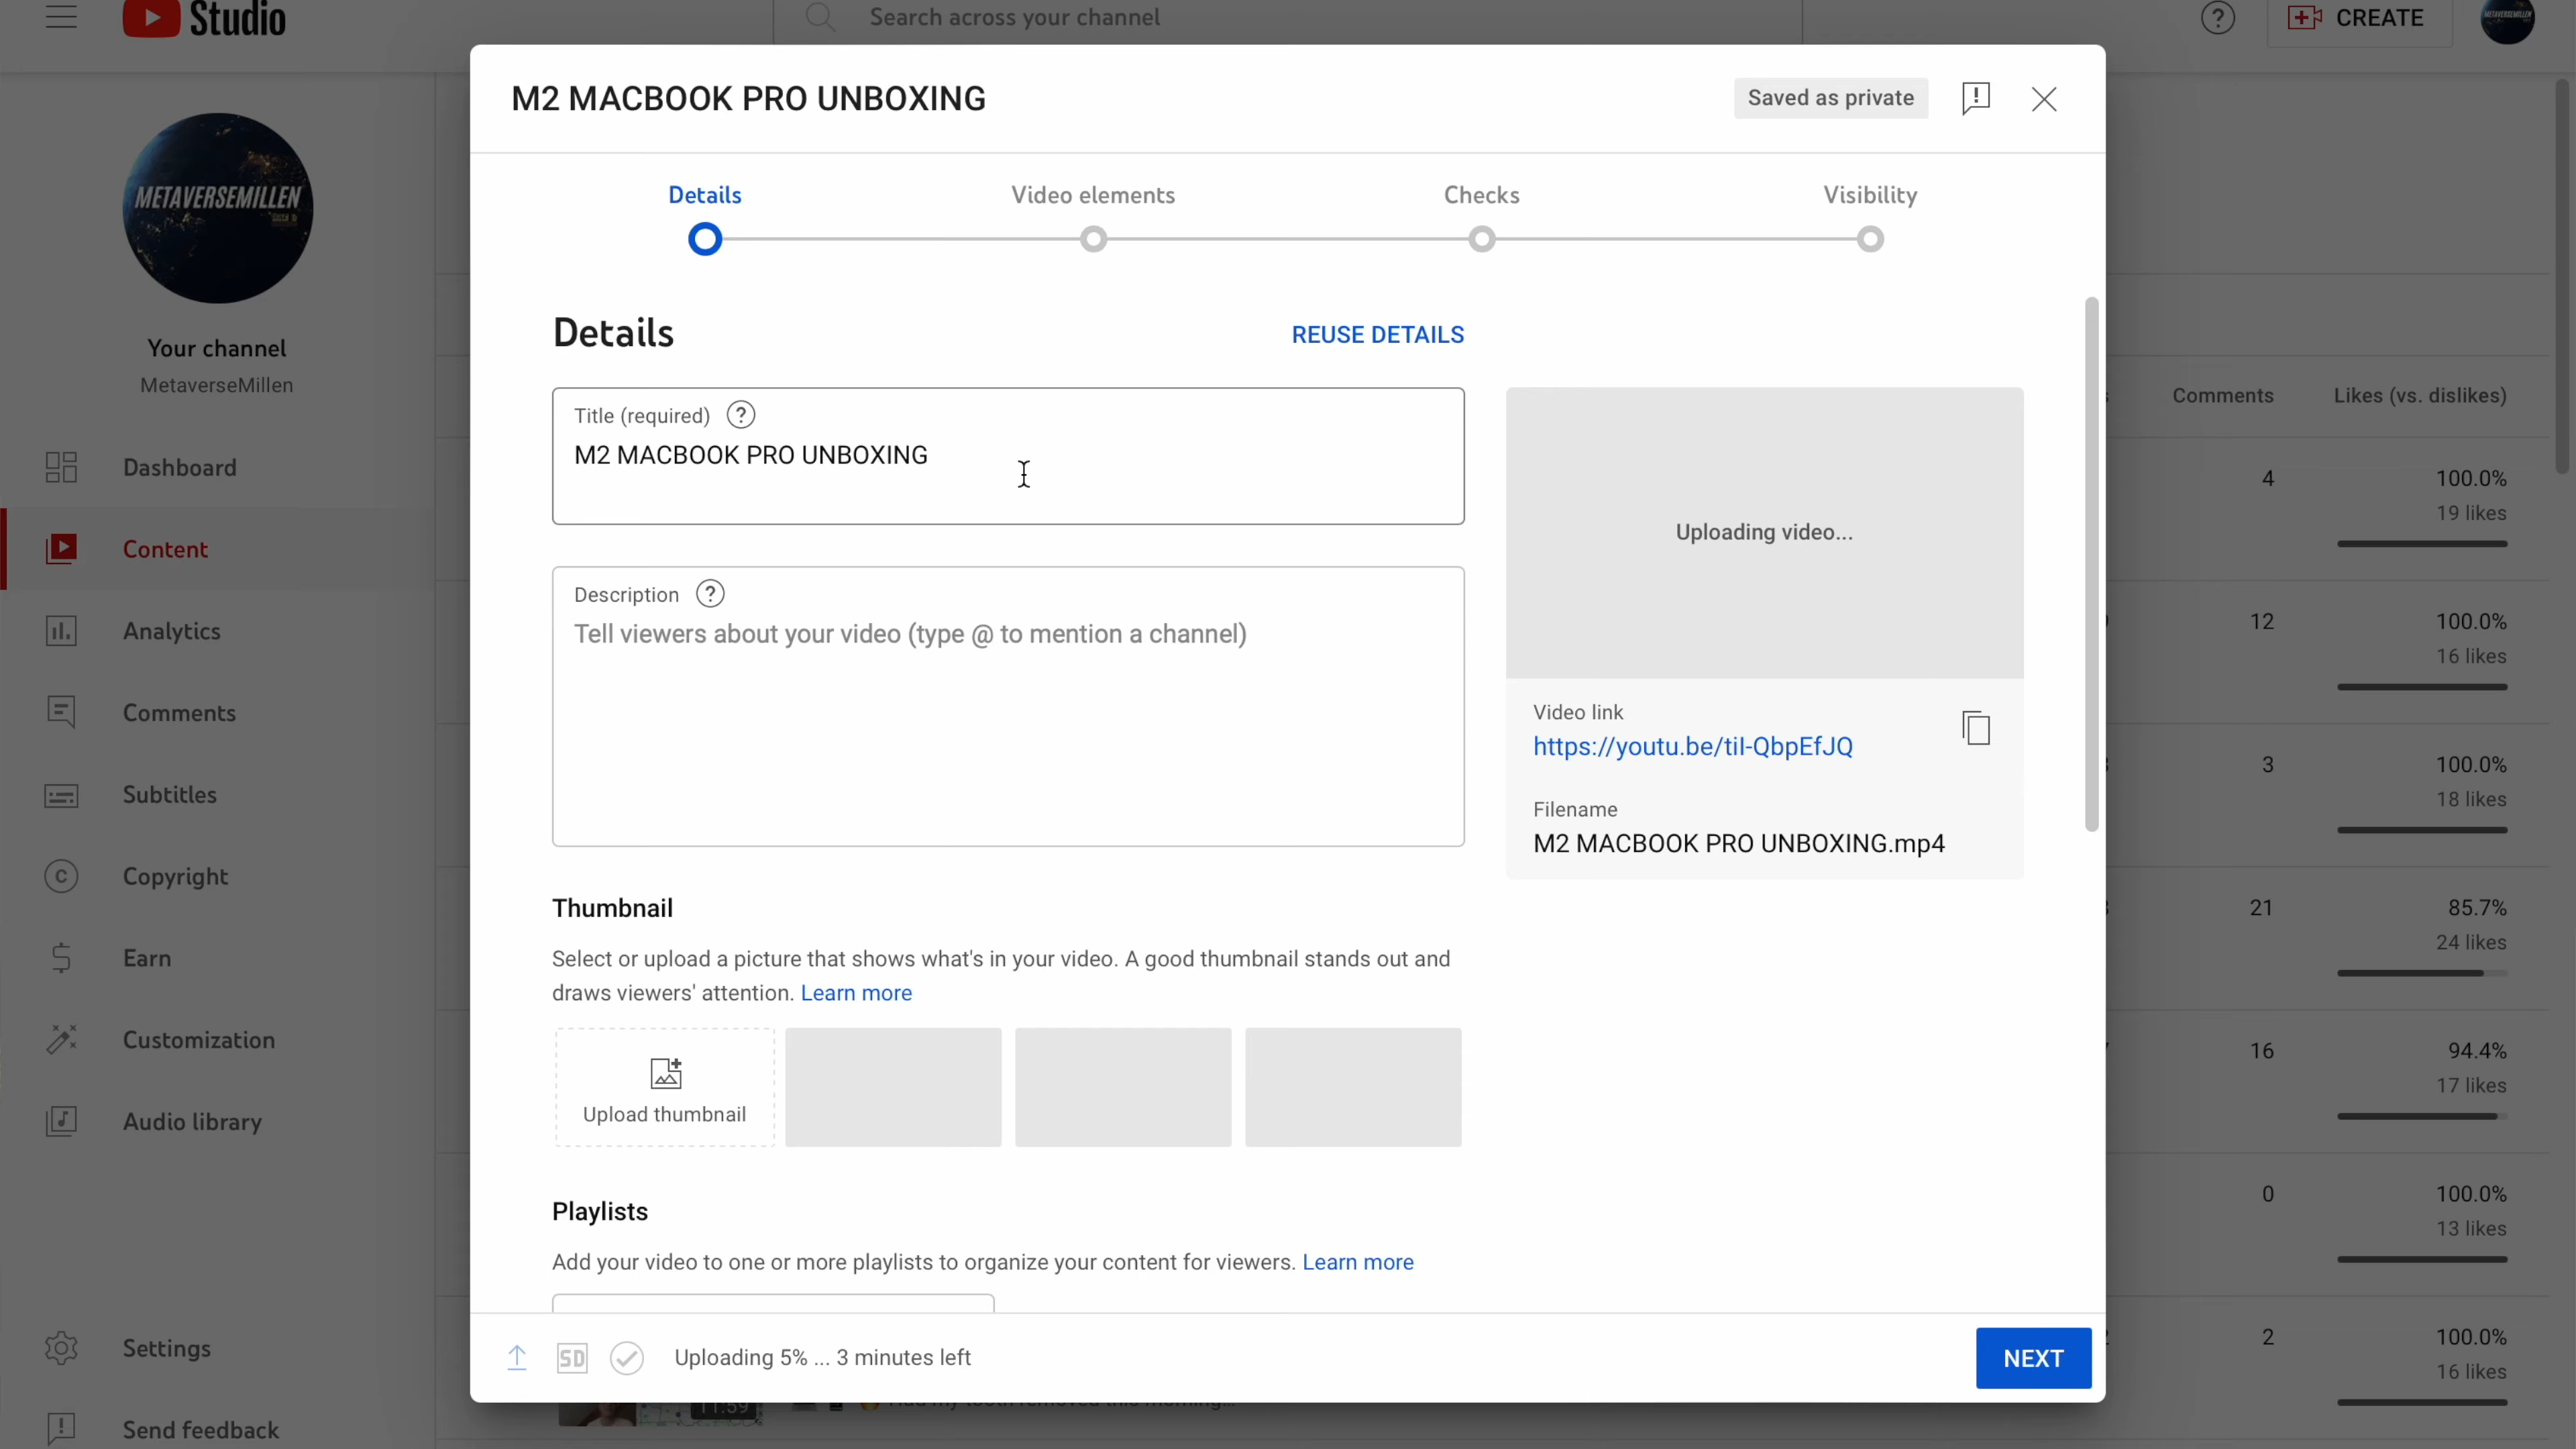 Studio
Search across your channel
CREATE
METAVERSEMILLEN
M2 MACBOOK PRO UNBOXING
Saved as private
Details
Video elements
Checks
Visibility
METAVERSEMILLEN
Your channel
MetaverseMillen
Dashboard
Content
Analytics
Comments
Subtitles
Copyright
Earn
Customization
Audio library
Settings
Send feedback
Details
REUSE DETAILS
Title (required)
M2 MACBOOK PRO UNBOXING
Description
Tell viewers about your video (type @ to mention a channel)
Uploading video...
Video link
https://youtu.be/tiI-QbpEfJQ
Filename
M2 MACBOOK PRO UNBOXING.mp4
Thumbnail
Select or upload a picture that shows what's in your video. A good thumbnail stands out and
draws viewers' attention. Learn more
Upload thumbnail
Playlists
Add your video to one or more playlists to organize your content for viewers. Learn more
SD
Uploading 5% ... 3 minutes left
NEXT
11:59
Comments
Likes (vs. dislikes)
4
100.0%
19 likes
12
100.0%
16 likes
3
100.0%
18 likes
21
85.7%
24 likes
16
94.4%
17 likes
0
100.0%
13 likes
2
100.0%
16 likes